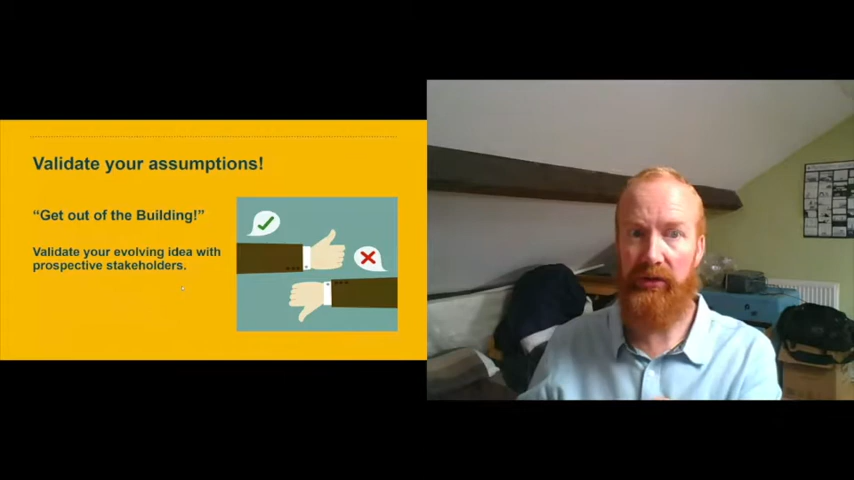 Validate your assumptions!
“Get out of the Building!”
Validate your evolving idea with
prospective stakeholders.